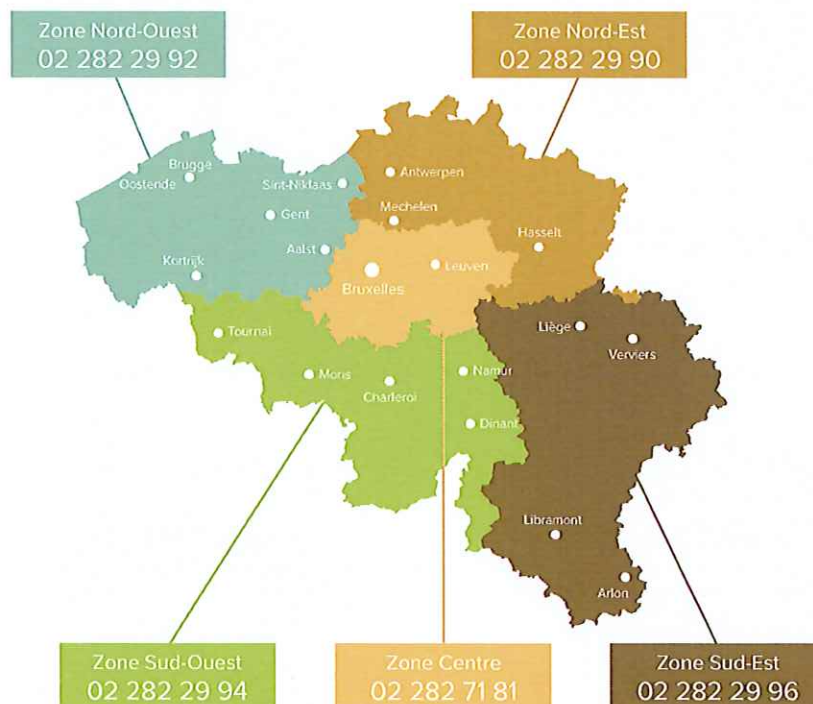 Zone Nord-Ouest
02 282 29 92
Zone Nord-Est
02 282 29 90
Brugge
Oostende
Sint-Niklaas
Antwerpen
Gent
Mechelen
Aalst
Hasselt
Kortrijk
Leuven
Bruxelles
Tournai
Liège
Verviers
Mons
Charleroi
Namur
Dinant
Libramont
Arlon
Zone Sud-Ouest
02 282 29 94
Zone Centre
02 282 71 81
Zone Sud-Est
02 282 29 96